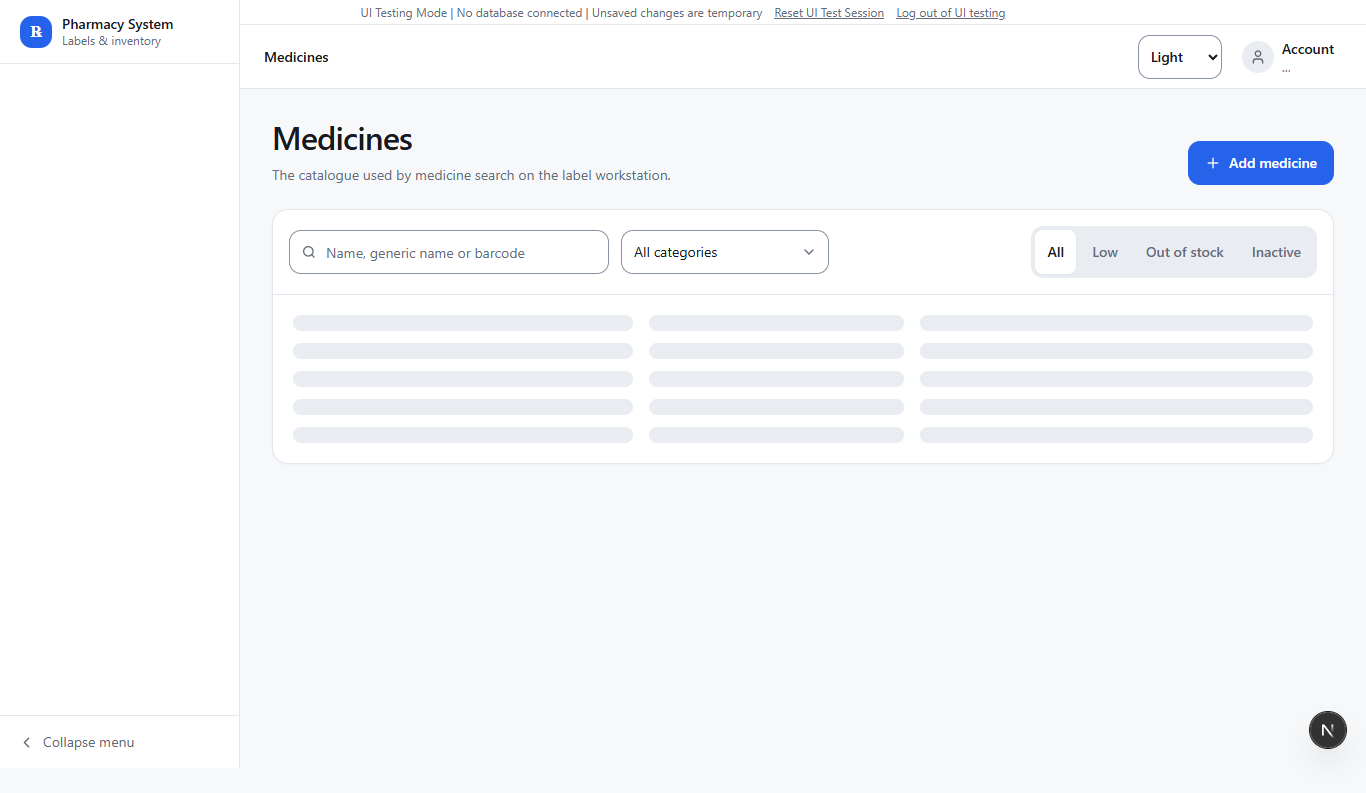 Pharmacy System
Labels & inventory
UI Testing Mode | No database connected | Unsaved changes are temporary Reset UI Test Session Log out of UI testing
Medicines
Light
Account
...
Medicines
The catalogue used by medicine search on the label workstation.
+ Add medicine
Name, generic name or barcode
All categories
All Low Out of stock Inactive
Collapse menu
N